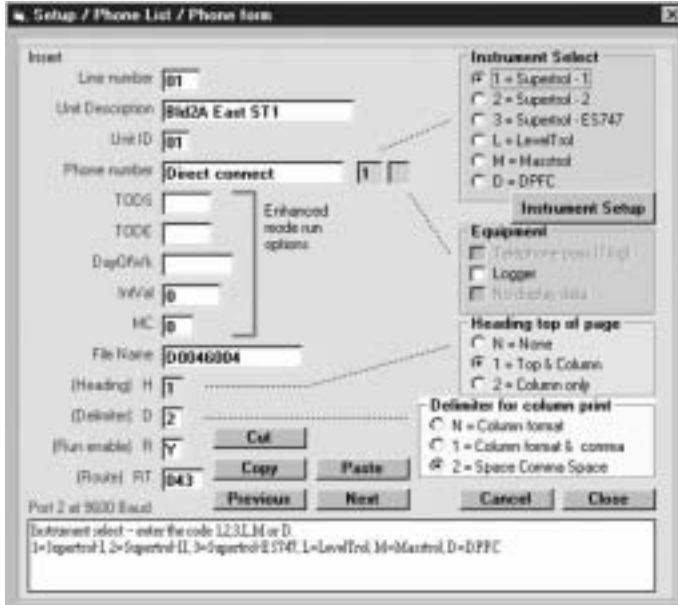 Setup / Phone List / Phone form
Insert
Line number 01
Unit Description Bld2A East ST1
Unit ID 01
Phone number Direct connect 1
TODS
TODE
DayOfWk
IntVal 0
MC 0
Enhanced
mode run
options
File Name D0046004
(Heading) H 1
(Delimiter) D 2
(Run enable) R Y
(Route) RT 043
Port 2 at 9600 Baud
Cut
Copy
Paste
Previous
Next
Instrument Select
1 = Supertrol - 1
2 = Supertrol - 2
3 = Supertrol - ES747
L = LevelTrol
M = Masstrol
D = DPFC
Instrument Setup
Equipment
Logger
No display data
Heading top of page
N = None
1 = Top & Column
2 = Column only
Delimiter for column print
N = Column format
1 = Column format & comma
2 = Space Comma Space
Cancel
Close
Instrument select - enter the code 1,2,3,L,M or D.
1=Supertrol-I, 2=Supertrol-II, 3=Supertrol-ES747, L=LevelTrol, M=Masstrol, D=DPFC